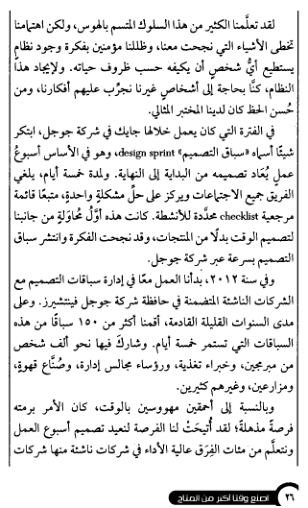 لقد تعلَّمنا الكثير من هذا السلوك المتسم بالهوس، ولكن اهتمامنا
تخطى الأشياء التي نجحت معنا، وظللنا مؤمنين بفكرة وجود نظام
يستطيع أيُّ شخصٍ أن يكيفه حسب ظروف حياته. ولإيجاد هذا
النظام، كنَّا بحاجة إلى أشخاصٍ غيرنا نجرِّب عليهم أفكارنا، ومن
حُسن الحظ كان لدينا المختبر المثالي.
في الفترة التي كان يعمل خلالها جايك في شركة جوجل، ابتكر
شيئًا أسماه «سباق التصميم» design sprint، وهو في الأساس أسبوعُ
عملٍ يُعاد تصميمه من البداية إلى النهاية. ولمدة خمسة أيام، يلغي
الفريق جميع الاجتماعات ويركز على حلِّ مشكلةٍ واحدة، متبعًا قائمة
مرجعية checklist محدَّدة للأنشطة. كانت هذه أوَّلُ مُحاولةٍ من جانبنا
لتصميم الوقت بدلًا من المنتجات، وقد نجحت الفكرة وانتشر سباق
التصميم بسرعة عبر شركة جوجل.
وفي سنة ٢٠١٢، بدأنا العمل معًا في إدارة سباقات التصميم مع
الشركات الناشئة المتضمنة في حافظة شركة جوجل فينتشيرز. وعلى
مدى السنوات القليلة القادمة، أقمنا أكثر من ١٥٠ سباقًا من هذه
السباقات التي تستمر خمسة أيام. وشارك فيها نحو ألف شخص
من مبرمجين، وخبراء تغذية، ورؤساء مجالس إدارة، وصُنَّاع قهوة،
ومزارعين، وغيرهم كثيرين.
وبالنسبة إلى أحمقين مهووسين بالوقت، كان الأمر برمته
فرصةً مذهلةً؛ لقد أُتيحَتْ لنا الفرصة لنعيد تصميم أسبوع العمل
ونتعلَّم من مئات الفِرَق عالية الأداء في شركات ناشئة منها شركات
٢٦ اصنع وقتًا أكبر من المتاح